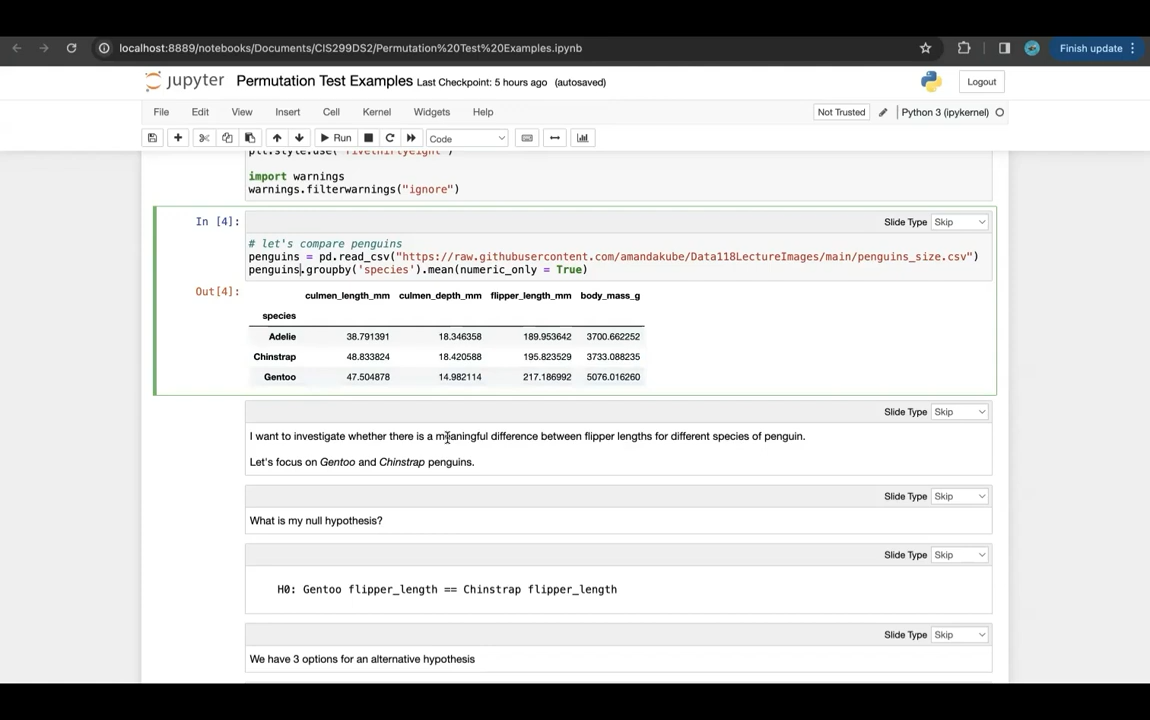 localhost:8889/notebooks/Documents/CIS299DS2/Permutation%20Test%20Examples.ipynb
Finish update
jupyter Permutation Test Examples Last Checkpoint: 5 hours ago (autosaved)
Logout
File Edit View Insert Cell Kernel Widgets Help
Not Trusted
Python 3 (ipykernel)
Run
Code
plt.style.use('fivethirtyeight')
import warnings
warnings.filterwarnings("ignore")
Slide Type Skip
In [4]:
# let's compare penguins
penguins = pd.read_csv("https://raw.githubusercontent.com/amandakube/Data118LectureImages/main/penguins_size.csv")
penguins.groupby('species').mean(numeric_only = True)
Out[4]:
culmen_length_mm culmen_depth_mm flipper_length_mm body_mass_g
species
Adelie 38.791391 18.346358 189.953642 3700.662252
Chinstrap 48.833824 18.420588 195.823529 3733.088235
Gentoo 47.504878 14.982114 217.186992 5076.016260
Slide Type Skip
I want to investigate whether there is a meaningful difference between flipper lengths for different species of penguin.
Let's focus on Gentoo and Chinstrap penguins.
Slide Type Skip
What is my null hypothesis?
Slide Type Skip
H0: Gentoo flipper_length == Chinstrap flipper_length
Slide Type Skip
We have 3 options for an alternative hypothesis